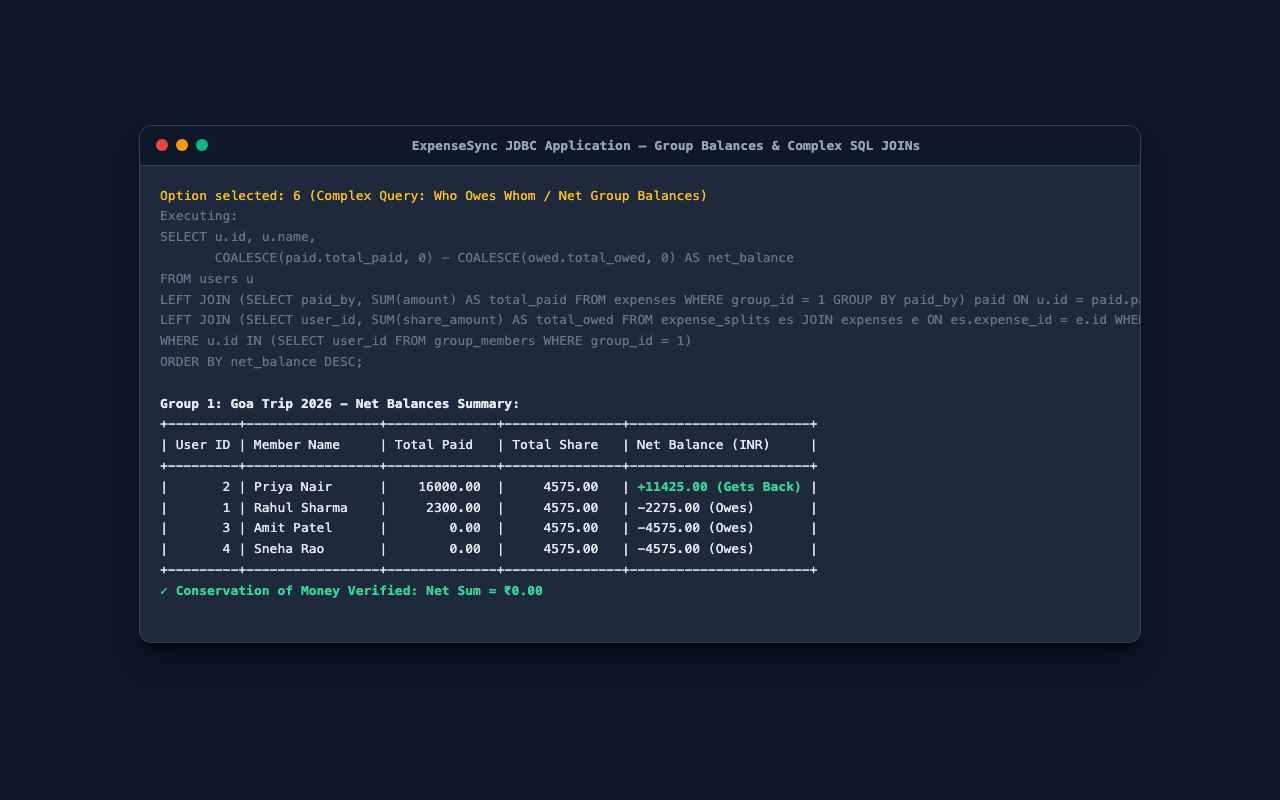 ExpenseSync JDBC Application — Group Balances & Complex SQL JOINs
Option selected: 6 (Complex Query: Who Owes Whom / Net Group Balances)
Executing:
SELECT u.id, u.name,
       COALESCE(paid.total_paid, 0) - COALESCE(owed.total_owed, 0) AS net_balance
FROM users u
LEFT JOIN (SELECT paid_by, SUM(amount) AS total_paid FROM expenses WHERE group_id = 1 GROUP BY paid_by) paid ON u.id = paid.pa
LEFT JOIN (SELECT user_id, SUM(share_amount) AS total_owed FROM expense_splits es JOIN expenses e ON es.expense_id = e.id WHE
WHERE u.id IN (SELECT user_id FROM group_members WHERE group_id = 1)
ORDER BY net_balance DESC;
Group 1: Goa Trip 2026 - Net Balances Summary:
+---------+-----------------+--------------+---------------+-----------------------+
| User ID | Member Name     | Total Paid   | Total Share   | Net Balance (INR)     |
+---------+-----------------+--------------+---------------+-----------------------+
|       2 | Priya Nair      |    16000.00  |     4575.00   | +11425.00 (Gets Back) |
|       1 | Rahul Sharma    |     2300.00  |     4575.00   | -2275.00 (Owes)       |
|       3 | Amit Patel      |        0.00  |     4575.00   | -4575.00 (Owes)       |
|       4 | Sneha Rao       |        0.00  |     4575.00   | -4575.00 (Owes)       |
+---------+-----------------+--------------+---------------+-----------------------+
✓ Conservation of Money Verified: Net Sum = ₹0.00